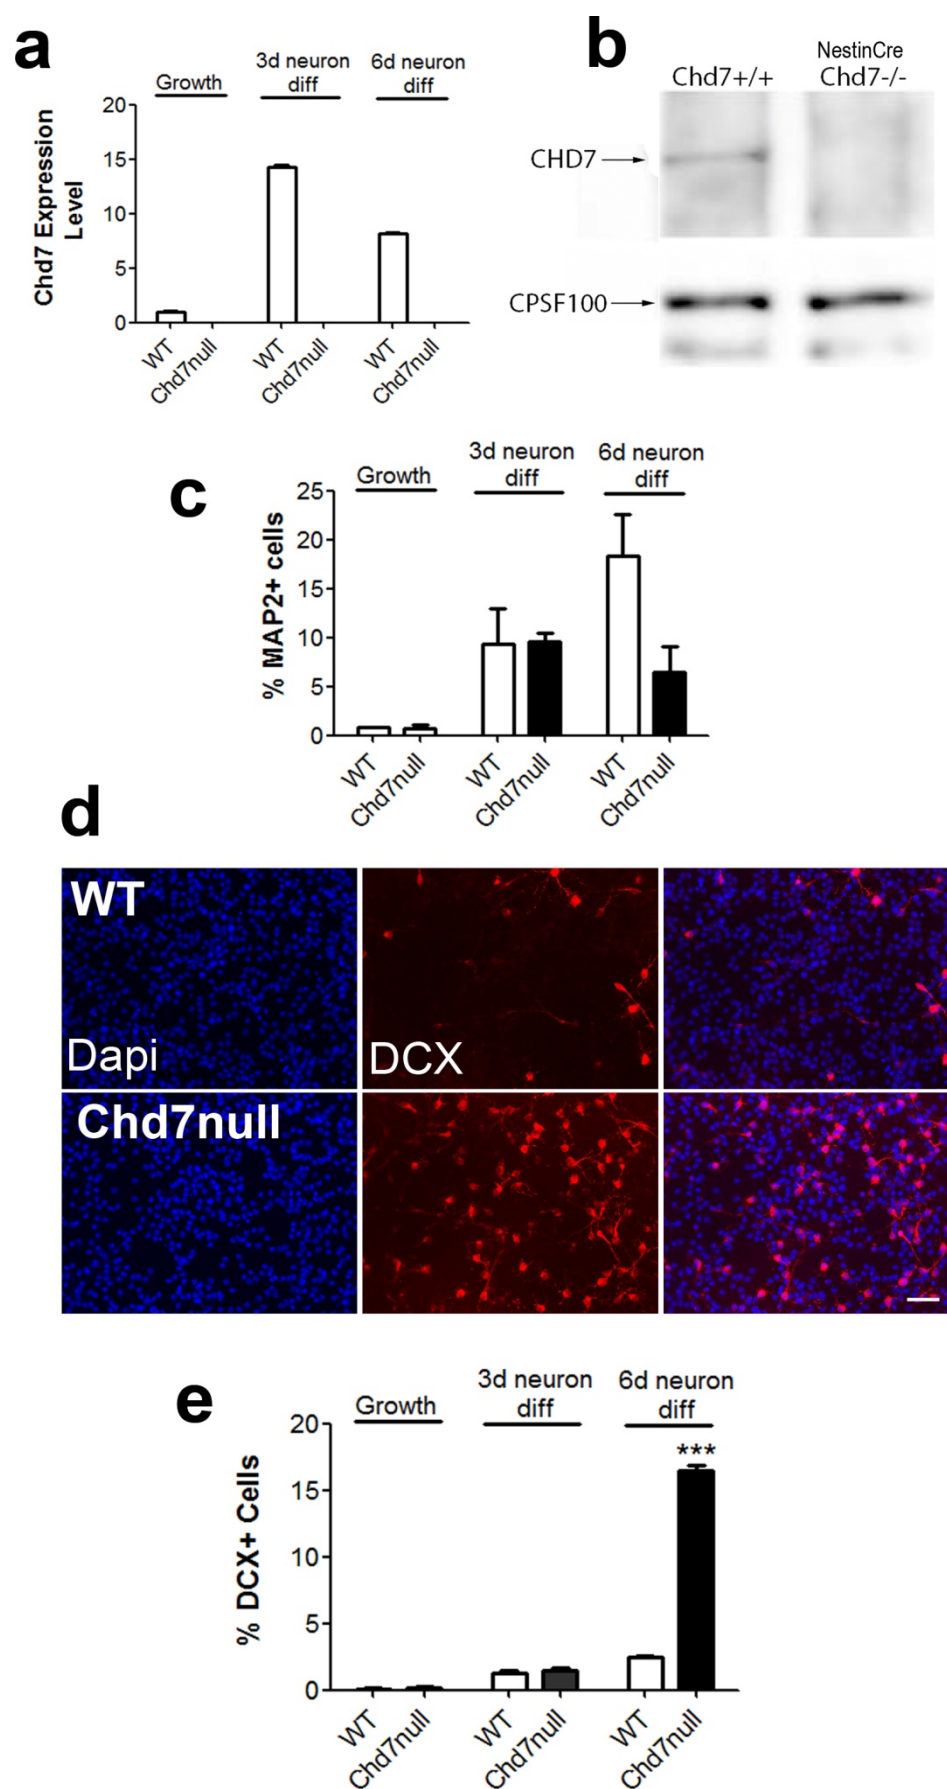 a
Growth
3d neuron
diff
6d neuron
diff
Chd7 Expression
Level
20
15
10
5
0
WT
Chd7null
WT
Chd7null
WT
Chd7null
b
Chd7+/+
NestinCre
Chd7-/-
CHD7
CPSF100
c
Growth
3d neuron
diff
6d neuron
diff
% MAP2+ cells
25
20
15
10
5
0
WT
Chd7null
WT
Chd7null
WT
Chd7null
d
WT
Dapi
DCX
Chd7null
e
Growth
3d neuron
diff
6d neuron
diff
% DCX+ Cells
20
15
10
5
0
***
WT
Chd7null
WT
Chd7null
WT
Chd7null